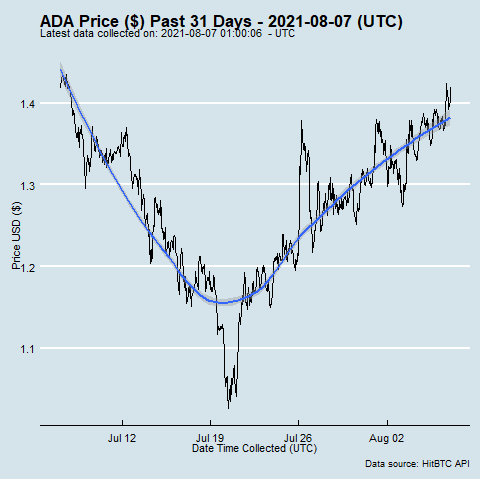 ADA Price ($) Past 31 Days - 2021-08-07 (UTC)
Latest data collected on: 2021-08-07 01:00:06 - UTC
Price USD ($)
1.4
1.3
1.2
1.1
Jul 12 Jul 19 Jul 26 Aug 02
Date Time Collected (UTC)
Data source: HitBTC API